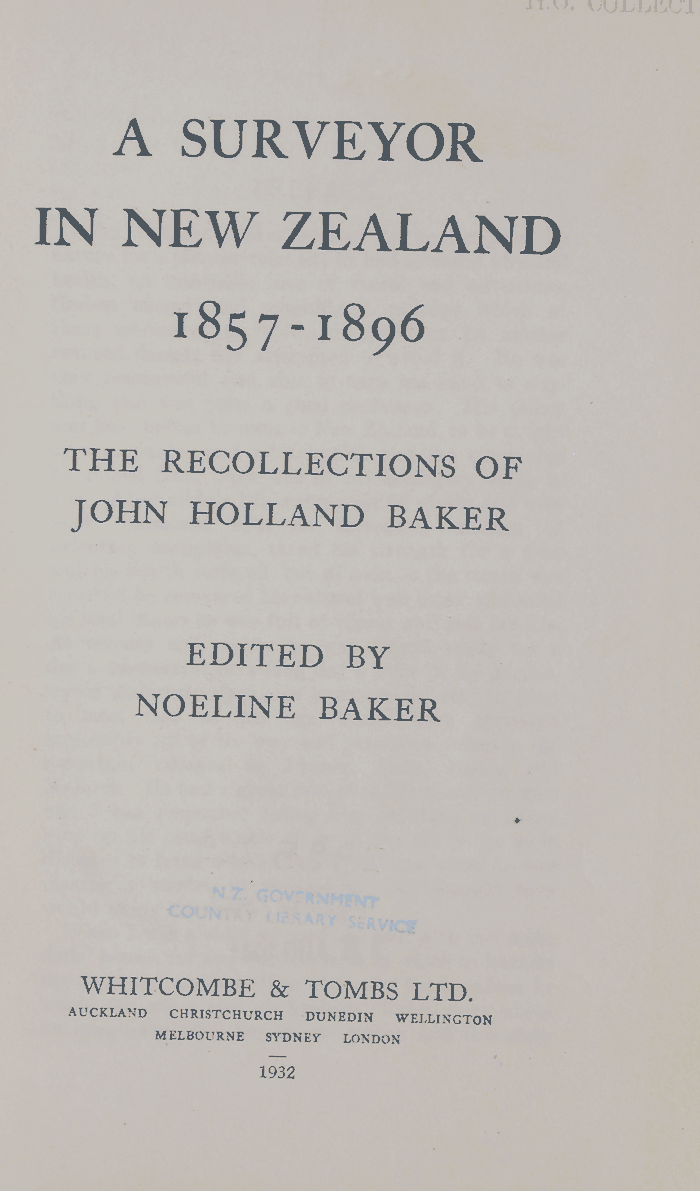 H.O. COLLECT
A SURVEYOR
IN NEW ZEALAND
1857-1896
THE RECOLLECTIONS OF
JOHN HOLLAND BAKER
EDITED BY
NOELINE BAKER
N.Z. GOVERNMENT
COUNTRY LIBRARY SERVICE
WHITCOMBE & TOMBS LTD.
AUCKLAND CHRISTCHURCH DUNEDIN WELLINGTON
MELBOURNE SYDNEY LONDON
1932